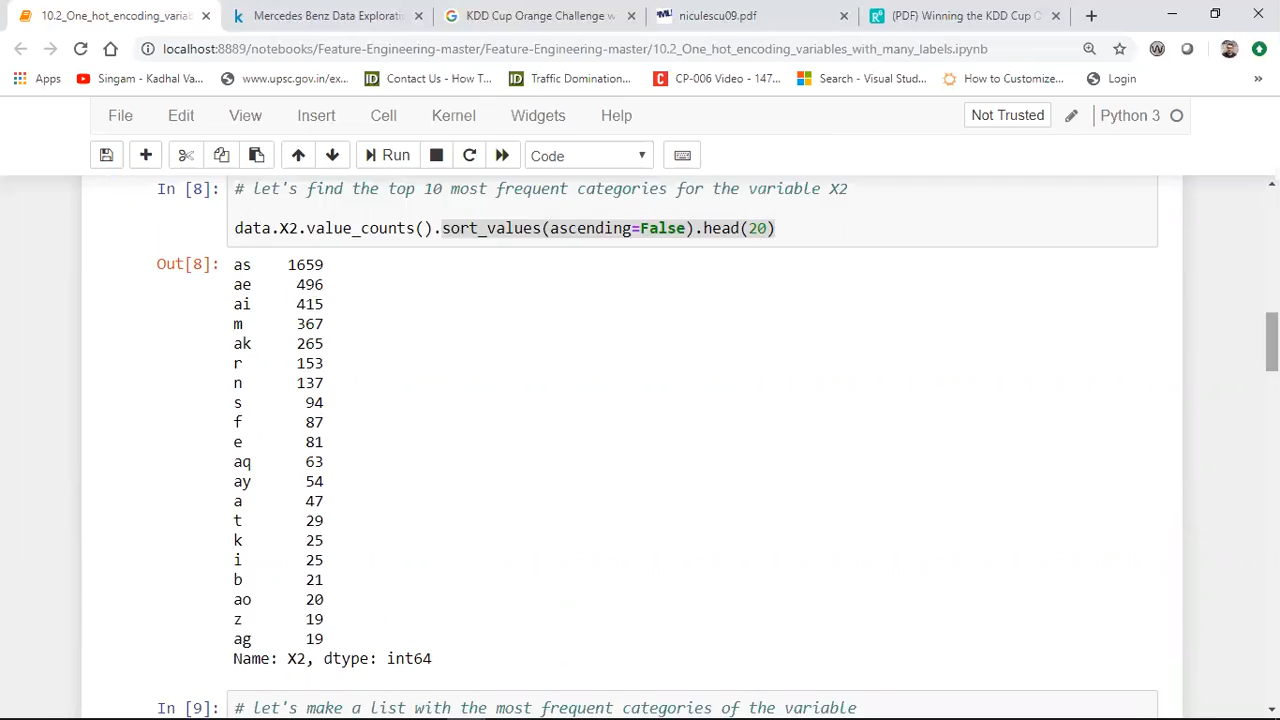 10.2_One_hot_encoding_variab
Mercedes Benz Data Explorat
KDD Cup Orange Challenge w
niculescu09.pdf
(PDF) Winning the KDD Cup O
localhost:8889/notebooks/Feature-Engineering-master/Feature-Engineering-master/10.2_One_hot_encoding_variables_with_many_labels.ipynb
Apps
Singam - Kadhal Va...
www.upsc.gov.in/ex...
Contact Us - How T...
Traffic Domination...
CP-006 Video - 147...
Search - Visual Stud...
How to Customize...
Login
»
File Edit View Insert Cell Kernel Widgets Help
Not Trusted
Python 3
Run
Code
In [8]: # let's find the top 10 most frequent categories for the variable X2
data.X2.value_counts().sort_values(ascending=False).head(20)
Out[8]: as 1659
ae 496
ai 415
m 367
ak 265
r 153
n 137
s 94
f 87
e 81
aq 63
ay 54
a 47
t 29
k 25
i 25
b 21
ao 20
z 19
ag 19
Name: X2, dtype: int64
In [9]: # let's make a list with the most frequent categories of the variable